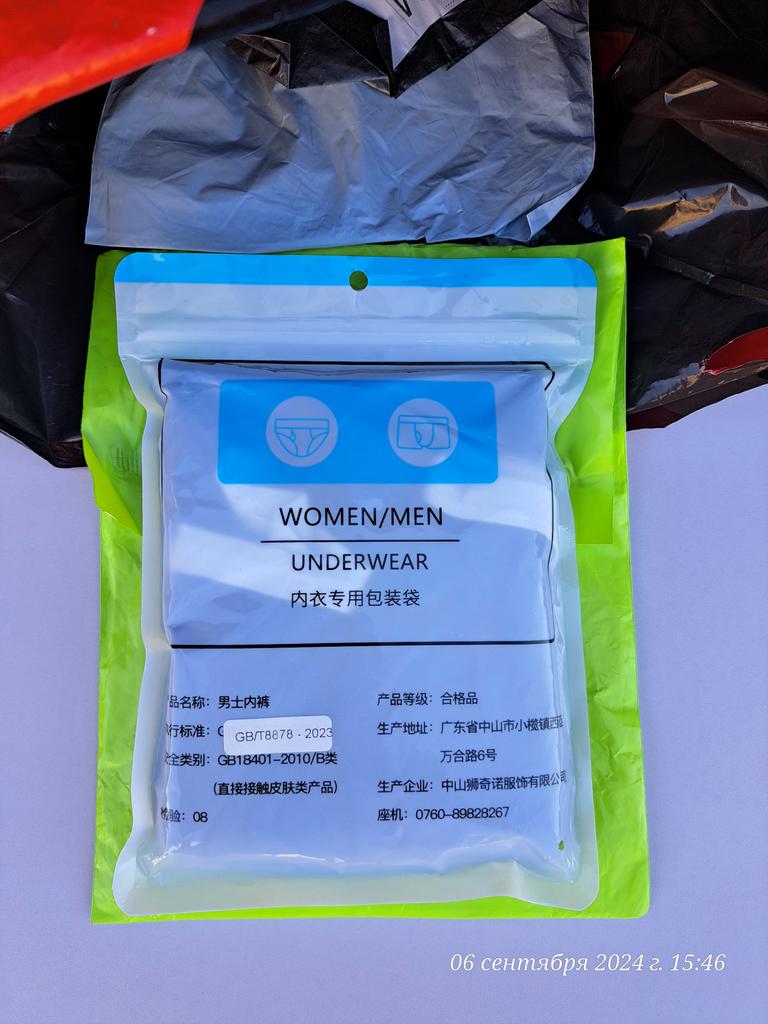 WOMEN/MEN
UNDERWEAR
内衣专用包装袋
品名称：男士内裤
产品等级：合格品
行标准：
GB/T8878 - 2023
生产地址：广东省中山市小榄镇西
全类别：GB18401-2010/B类
万合路6号
(直接接触皮肤类产品)
生产企业：中山狮奇诺服饰有限公司
检验：08
座机：0760-89828267
06 сентября 2024 г. 15:46